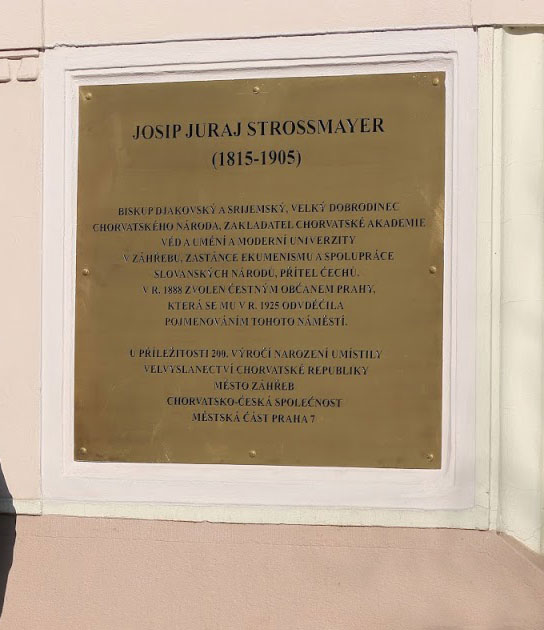 JOSIP JURAJ STROSSMAYER
(1815-1905)
BISKUP DJAKOVSKÝ A SRIJEMSKÝ, VELKÝ DOBRODINEC
CHORVATSKÉHO NÁRODA, ZAKLADATEL CHORVATSKÉ AKADEMIE
VĚD A UMĚNÍ A MODERNÍ UNIVERZITY
V ZÁHŘEBU, ZASTÁNCE EKUMENISMU A SPOLUPRÁCE
SLOVANSKÝCH NÁRODŮ, PŘÍTEL ČECHŮ.
V R. 1888 ZVOLEN ČESTNÝM OBČANEM PRAHY,
KTERÁ SE MU V R. 1925 ODVDĚČILA
POJMENOVÁNÍM TOHOTO NÁMĚSTÍ.
U PŘÍLEŽITOSTI 200. VÝROČÍ NAROZENÍ UMÍSTILY
VELVYSLANECTVÍ CHORVATSKÉ REPUBLIKY
MĚSTO ZÁHŘEB
CHORVATSKO-ČESKÁ SPOLEČNOST
MĚSTSKÁ ČÁST PRAHA 7